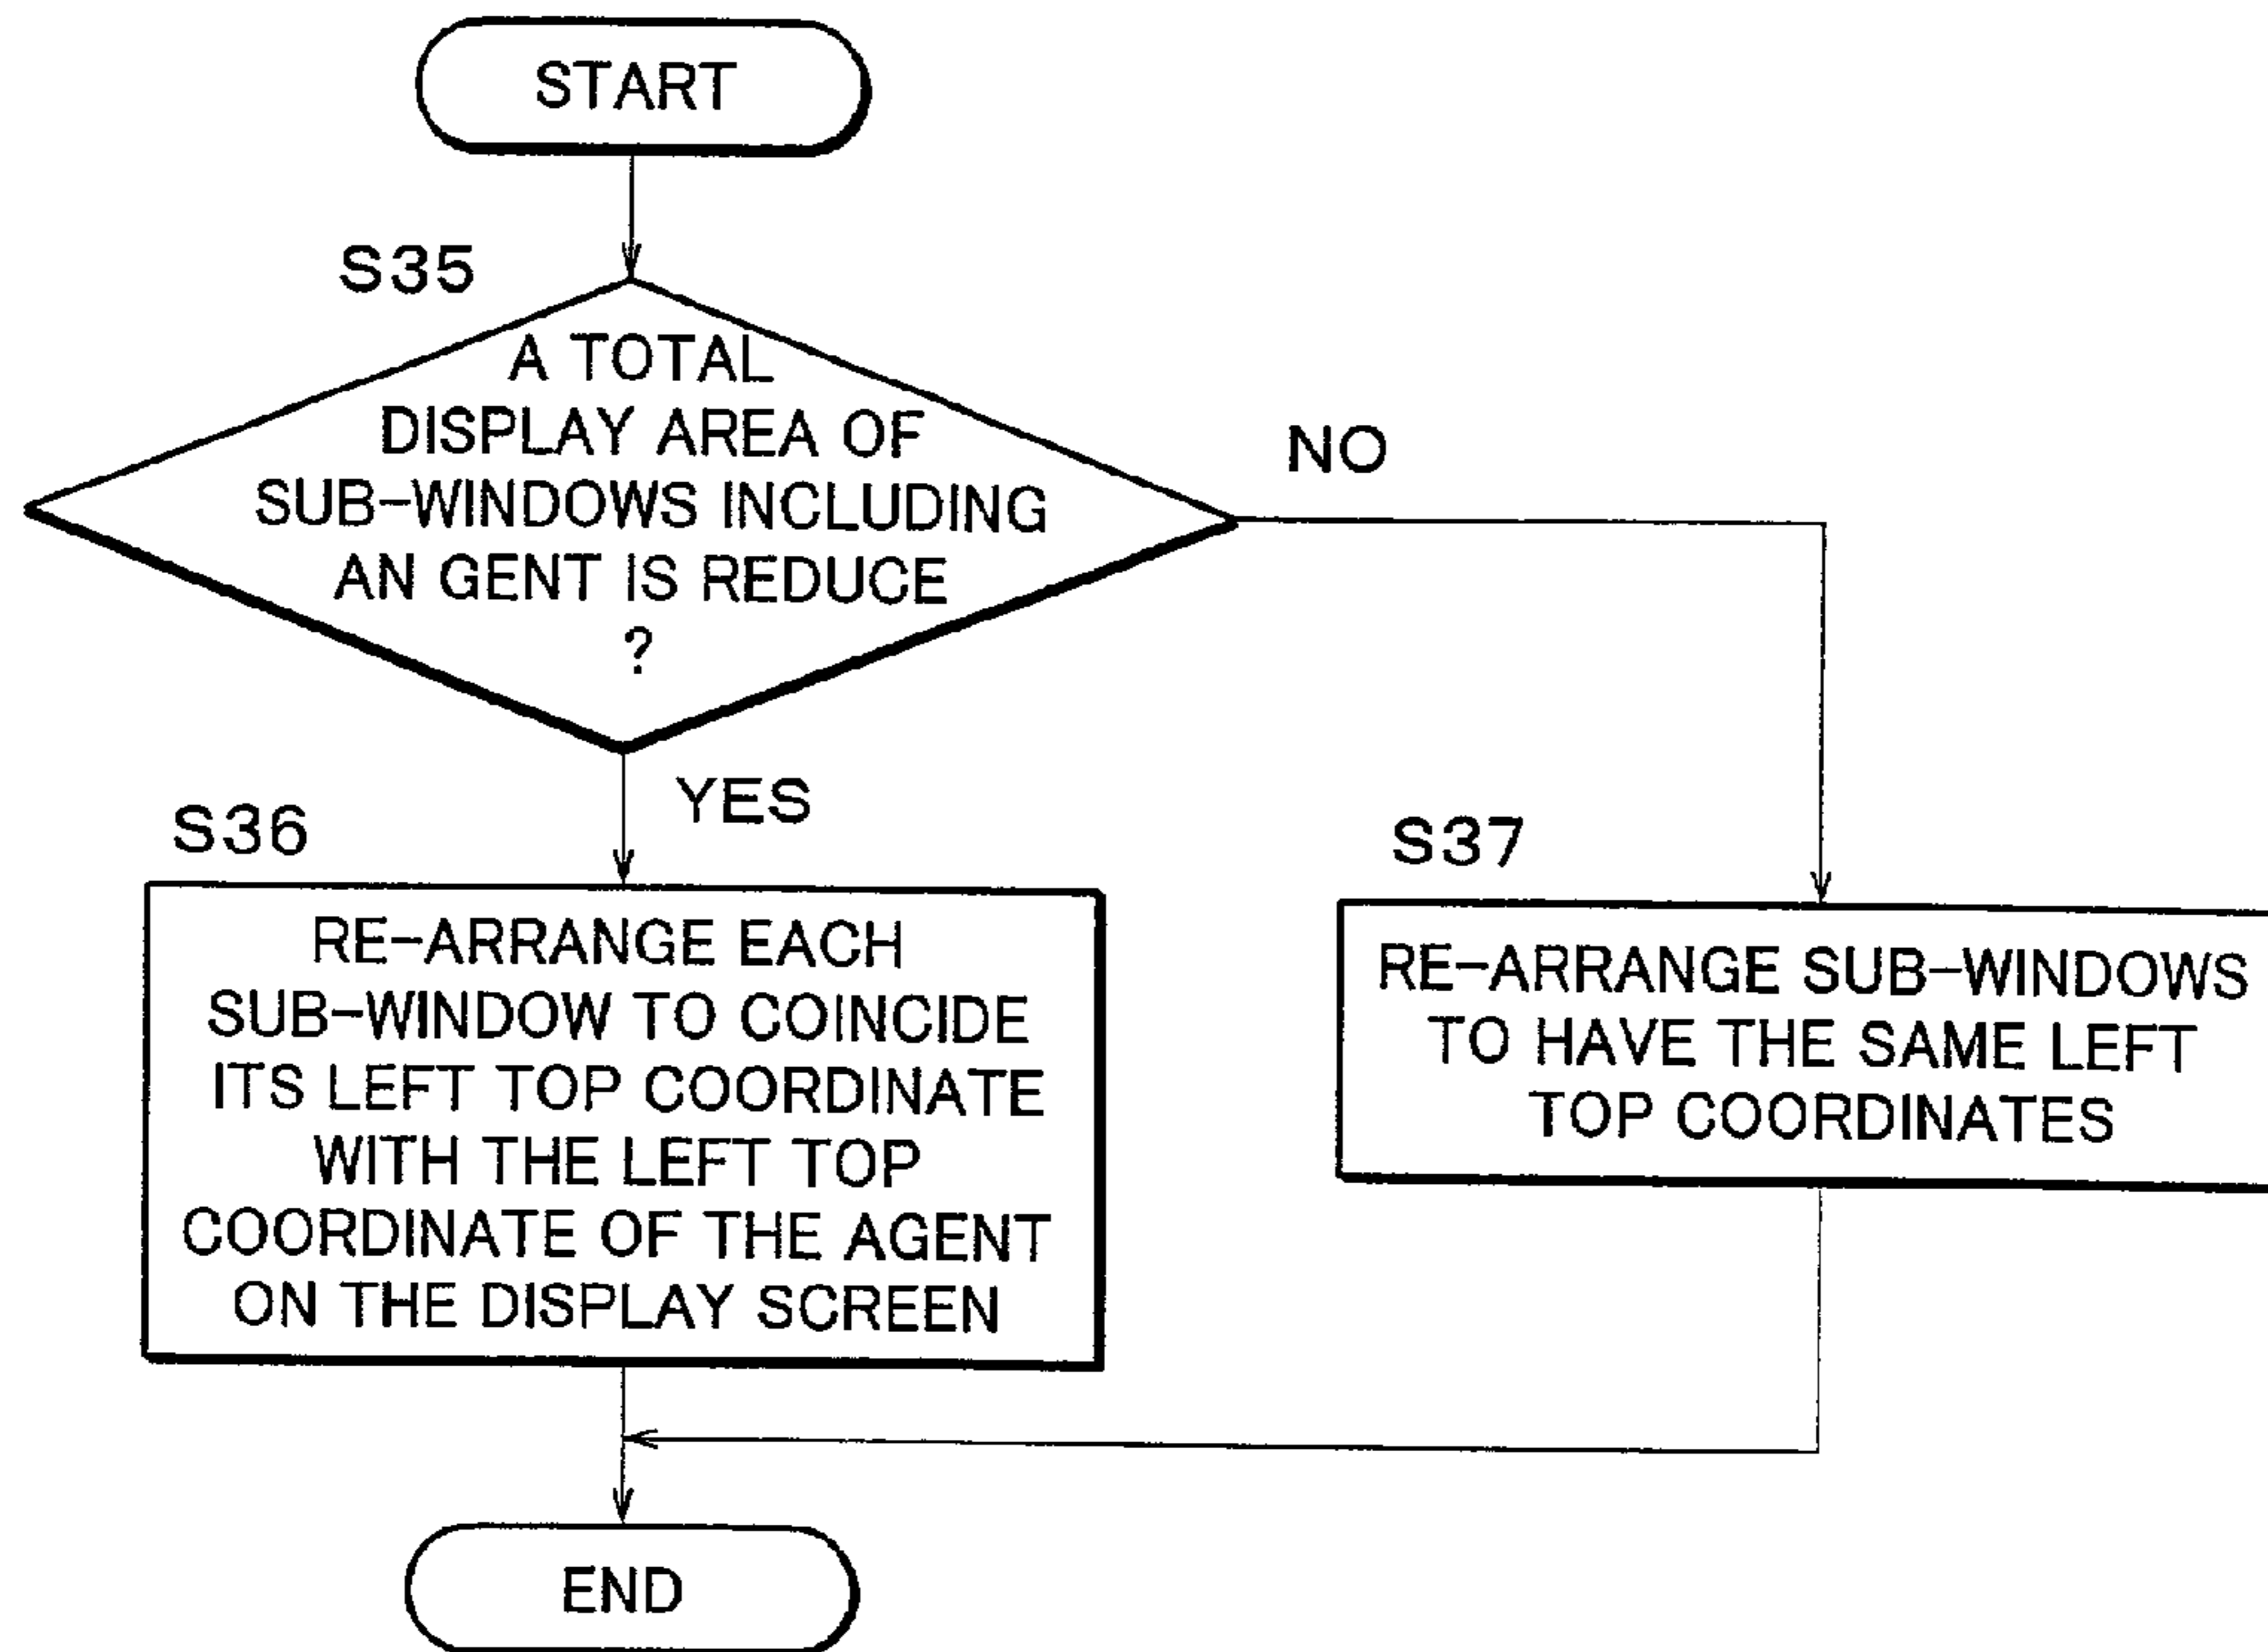 START
S35
A TOTAL
DISPLAY AREA OF
SUB-WINDOWS INCLUDING
AN GENT IS REDUCE
?
NO
YES
S36
RE-ARRANGE EACH
SUB-WINDOW TO COINCIDE
ITS LEFT TOP COORDINATE
WITH THE LEFT TOP
COORDINATE OF THE AGENT
ON THE DISPLAY SCREEN
S37
RE-ARRANGE SUB-WINDOWS
TO HAVE THE SAME LEFT
TOP COORDINATES
END